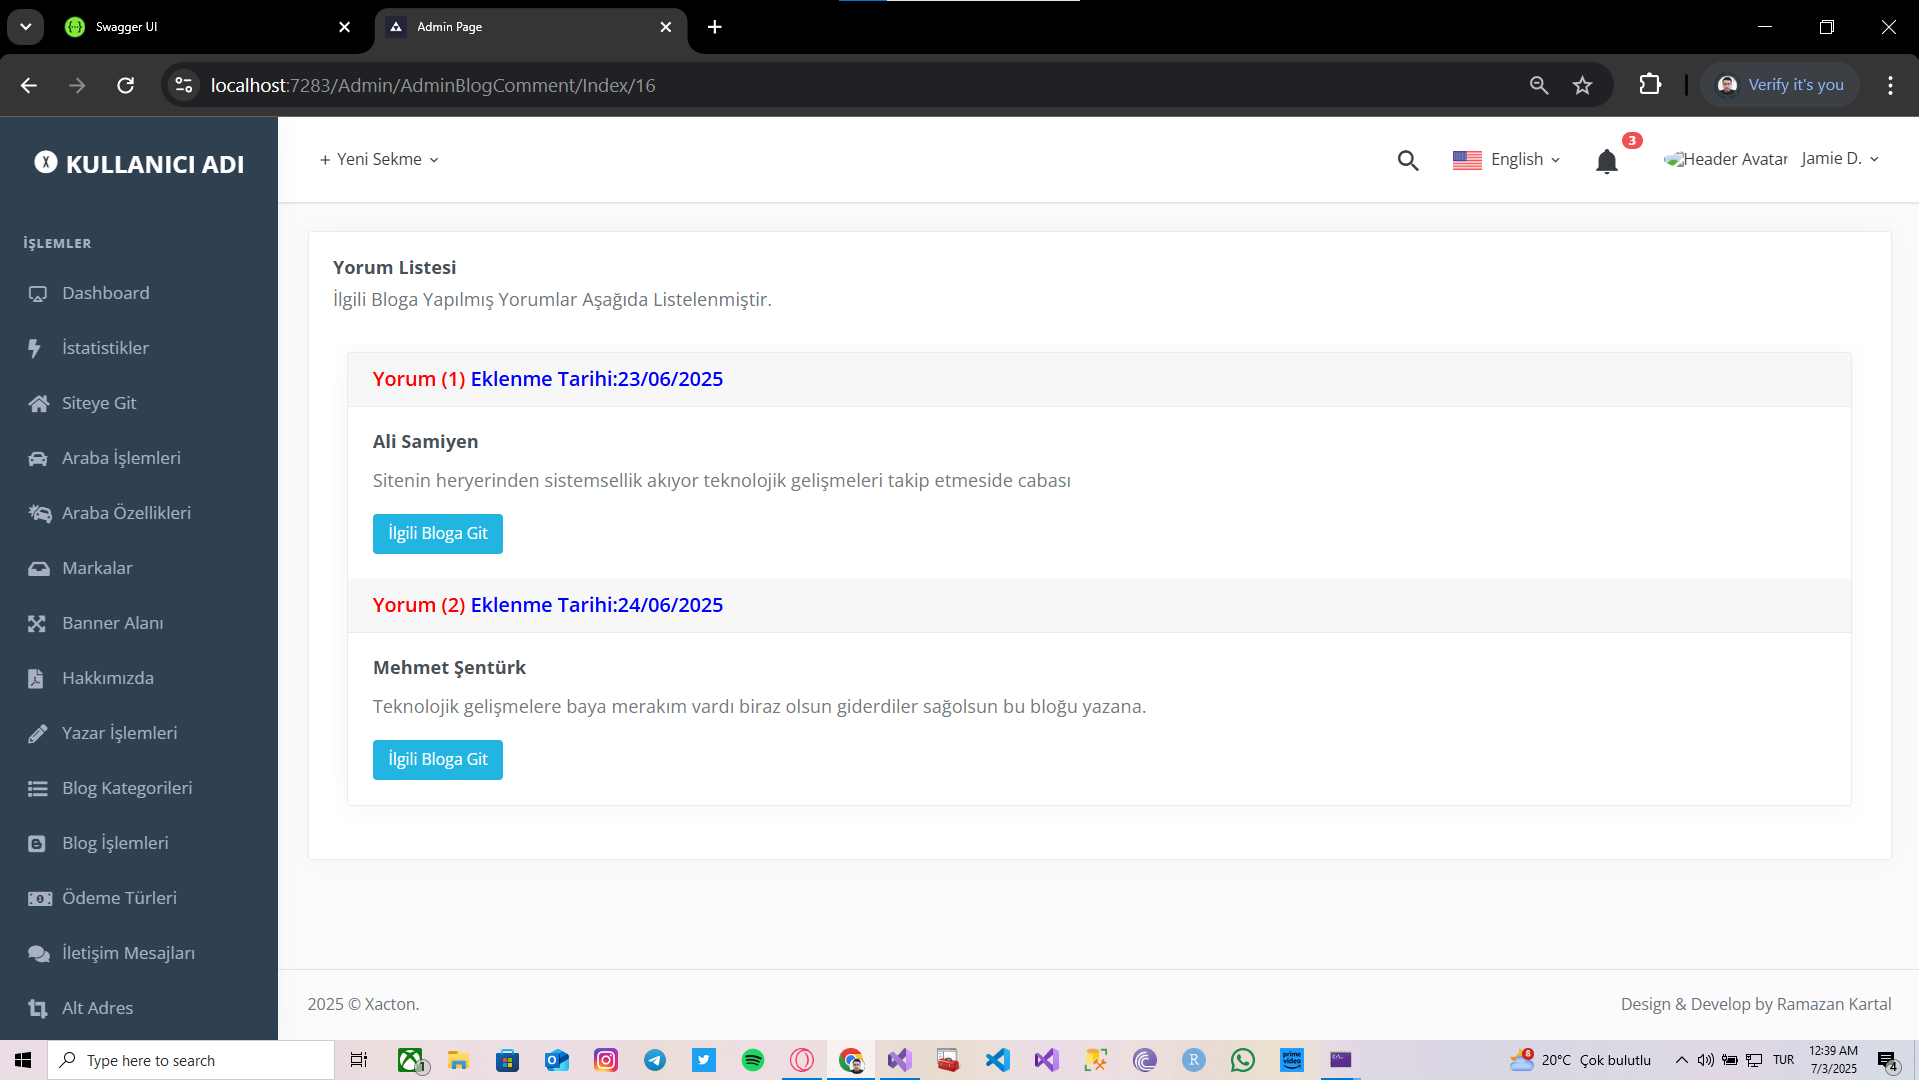 Swagger UI
Admin Page
localhost:7283/Admin/AdminBlogComment/Index/16
Verify it's you
X KULLANICI ADI
+ Yeni Sekme
English
3
Header Avatar
Jamie D.
İŞLEMLER
Dashboard
İstatistikler
Siteye Git
Araba İşlemleri
Araba Özellikleri
Markalar
Banner Alanı
Hakkımızda
Yazar İşlemleri
Blog Kategorileri
Blog İşlemleri
Ödeme Türleri
İletişim Mesajları
Alt Adres
Yorum Listesi
İlgili Bloga Yapılmış Yorumlar Aşağıda Listelenmiştir.
Yorum (1) Eklenme Tarihi:23/06/2025
Ali Samiyen
Sitenin heryerinden sistemsellik akıyor teknolojik gelişmeleri takip etmeside cabası
İlgili Bloga Git
Yorum (2) Eklenme Tarihi:24/06/2025
Mehmet Şentürk
Teknolojik gelişmelere baya merakım vardı biraz olsun giderdiler sağolsun bu bloğu yazana.
İlgili Bloga Git
2025 © Xacton.
Design & Develop by Ramazan Kartal
Type here to search
1
prime video
8
20°C Çok bulutlu
TUR
12:39 AM
7/3/2025
4